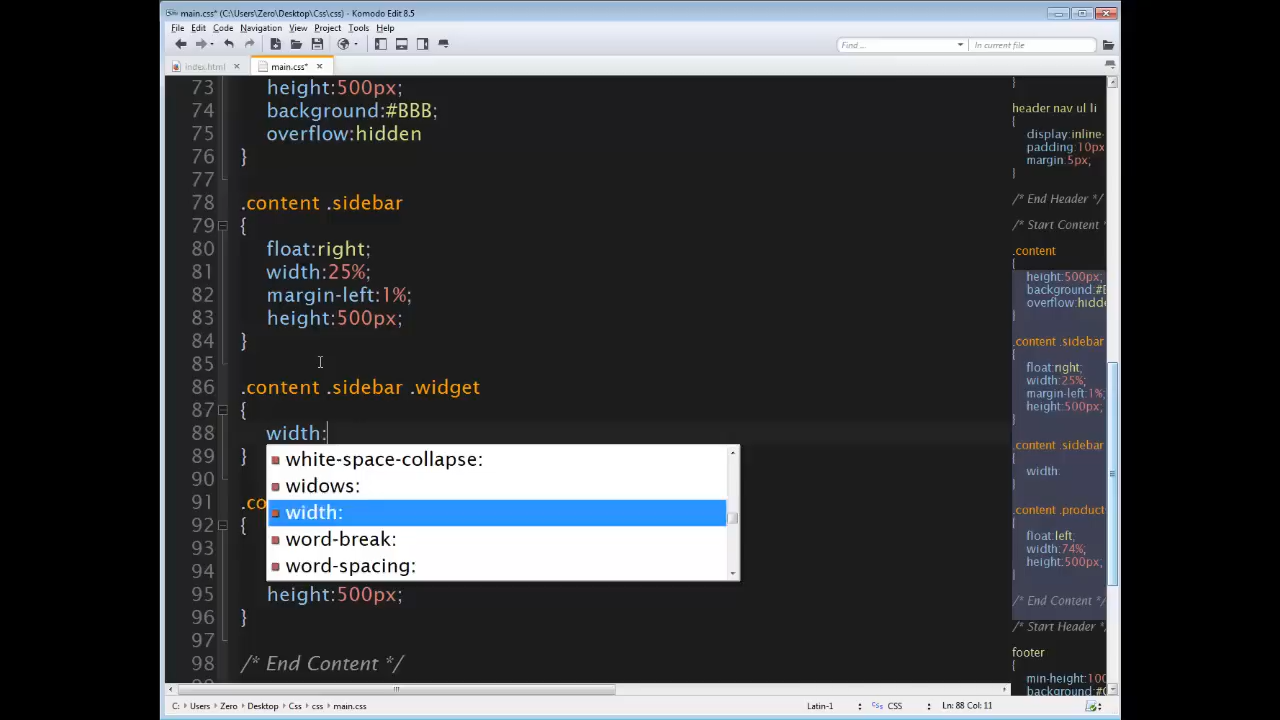 main.css* (C:\Users\Zero\Desktop\Css\css) - Komodo Edit 8.5
File Edit Code Navigation View Project Tools Help
Find ... In current file
index.html main.css*
73 height:500px;
74 background:#BBB;
75 overflow:hidden
76 }
77
78 .content .sidebar
79 {
80 float:right;
81 width:25%;
82 margin-left:1%;
83 height:500px;
84 }
85
86 .content .sidebar .widget
87 {
88 width:
89 }
90
91 .co
92 {
93
94
95 height:500px;
96 }
97
98 /* End Content */
white-space-collapse:
widows:
width:
word-break:
word-spacing:
}
header nav ul li
{
display:inline-
padding:10px
margin:5px;
}
/* End Header */
/* Start Content */
.content
{
height:500px;
background:#B
overflow:hidde
}
.content .sidebar
{
float:right;
width:25%;
margin-left:1%;
height:500px;
}
.content .sidebar
{
width:
}
.content .product
{
float:left;
width:74%;
height:500px;
}
/* End Content */
/* Start Header */
footer
{
min-height:100
C: Users Zero Desktop Css css main.css Latin-1 CSS Ln: 88 Col: 11